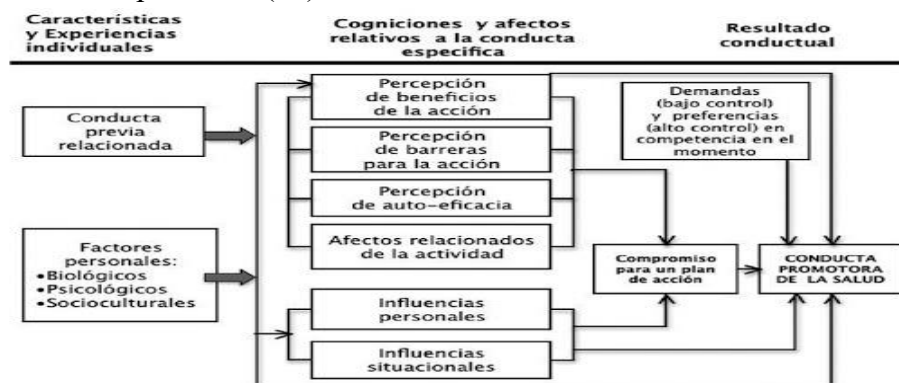 Características
y Experiencias
individuales
Cogniciones y afectos
relativos a la conducta
especifica
Resultado
conductual
Conducta
previa
relacionada
Factores
personales:
•Biológicos
•Psicológicos
•Socioculturales
Percepción
de beneficios
de la acción
Percepción
de barreras
para la acción
Percepción
de auto-eficacia
Afectos relacionados
de la actividad
Influencias
personales
Influencias
situacionales
Demandas
(bajo control)
y preferencias
(alto control) en
competencia en el
momento
Compromiso
para un plan
de acción
CONDUCTA
PROMOTORA
DE LA SALUD